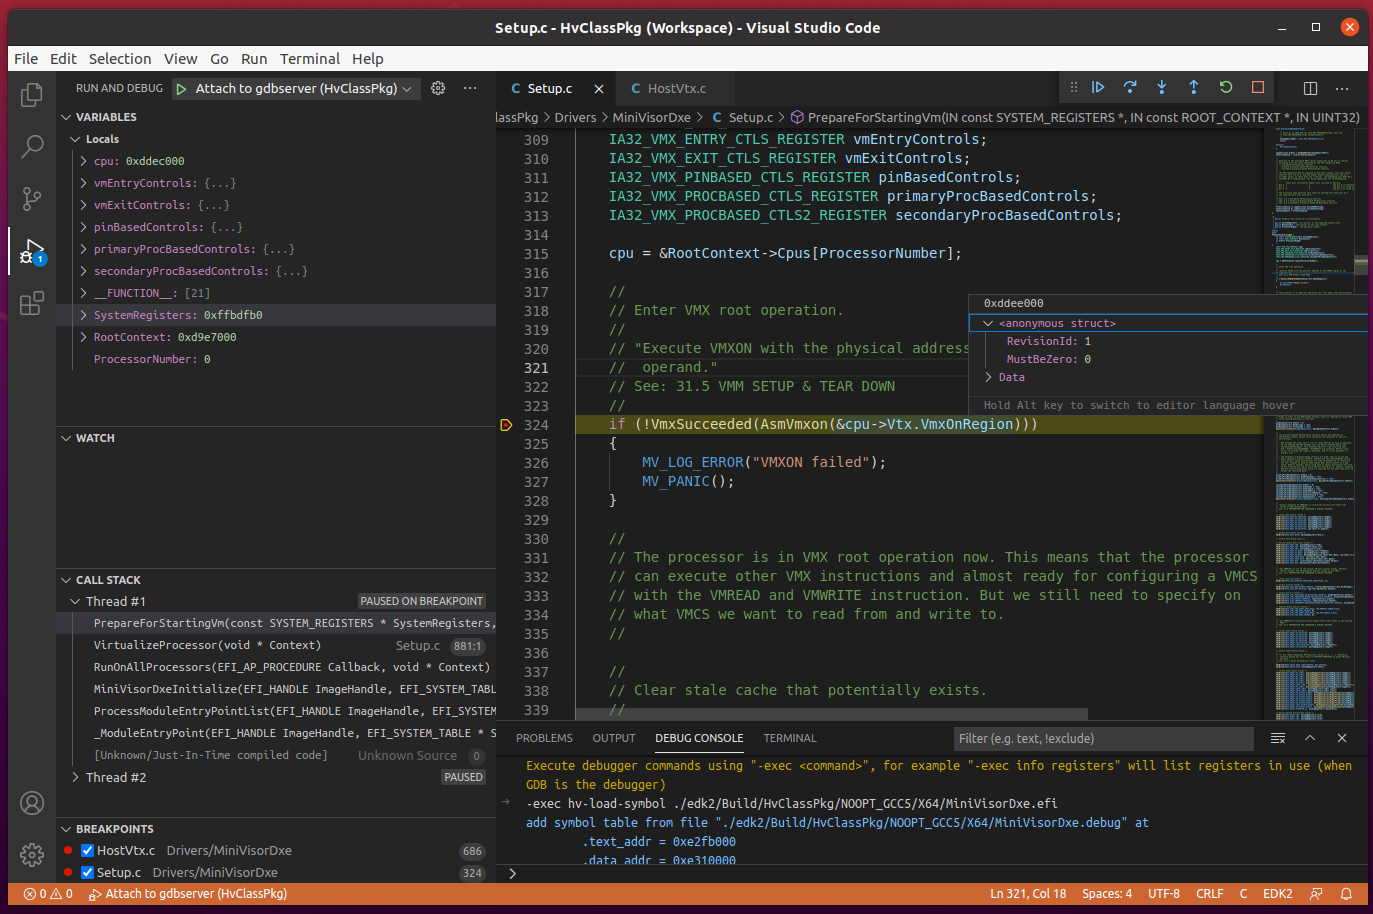 Setup.c - HvClassPkg (Workspace) - Visual Studio Code
File Edit Selection View Go Run Terminal Help
RUN AND DEBUG Attach to gdbserver (HvClassPkg)
VARIABLES
Locals
cpu: 0xddec000
vmEntryControls: {...}
vmExitControls: {...}
pinBasedControls: {...}
primaryProcBasedControls: {...}
secondaryProcBasedControls: {...}
__FUNCTION__: [21]
SystemRegisters: 0xffbdfb0
RootContext: 0xd9e7000
ProcessorNumber: 0
WATCH
CALL STACK
Thread #1 PAUSED ON BREAKPOINT
PrepareForStartingVm(const SYSTEM_REGISTERS * SystemRegisters,
VirtualizeProcessor(void * Context) Setup.c 881:1
RunOnAllProcessors(EFI_AP_PROCEDURE Callback, void * Context)
MiniVisorDxeInitialize(EFI_HANDLE ImageHandle, EFI_SYSTEM_TABL
ProcessModuleEntryPointList(EFI_HANDLE ImageHandle, EFI_SYSTEM
_ModuleEntryPoint(EFI_HANDLE ImageHandle, EFI_SYSTEM_TABLE * S
[Unknown/Just-In-Time compiled code] Unknown Source 0
Thread #2 PAUSED
BREAKPOINTS
HostVtx.c Drivers/MiniVisorDxe 686
Setup.c Drivers/MiniVisorDxe 324
1
C Setup.c C HostVtx.c
lassPkg > Drivers > MiniVisorDxe > C Setup.c > PrepareForStartingVm(IN const SYSTEM_REGISTERS *, IN const ROOT_CONTEXT *, IN UINT32)
309 IA32_VMX_ENTRY_CTLS_REGISTER vmEntryControls;
310 IA32_VMX_EXIT_CTLS_REGISTER vmExitControls;
311 IA32_VMX_PINBASED_CTLS_REGISTER pinBasedControls;
312 IA32_VMX_PROCBASED_CTLS_REGISTER primaryProcBasedControls;
313 IA32_VMX_PROCBASED_CTLS2_REGISTER secondaryProcBasedControls;
314
315 cpu = &RootContext->Cpus[ProcessorNumber];
316
317 //
318 // Enter VMX root operation.
319 //
320 // "Execute VMXON with the physical address
321 //  operand."
322 // See: 31.5 VMM SETUP & TEAR DOWN
323 //
324 if (!VmxSucceeded(AsmVmxon(&cpu->Vtx.VmxOnRegion)))
325 {
326 MV_LOG_ERROR("VMXON failed");
327 MV_PANIC();
328 }
329
330 //
331 // The processor is in VMX root operation now. This means that the processor
332 // can execute other VMX instructions and almost ready for configuring a VMCS
333 // with the VMREAD and VMWRITE instruction. But we still need to specify on
334 // what VMCS we want to read from and write to.
335 //
336
337 //
338 // Clear stale cache that potentially exists.
339 //
0xddee000
<anonymous struct>
RevisionId: 1
MustBeZero: 0
Data
Hold Alt key to switch to editor language hover
PROBLEMS OUTPUT DEBUG CONSOLE TERMINAL Filter (e.g. text, !exclude)
Execute debugger commands using "-exec <command>", for example "-exec info registers" will list registers in use (when
GDB is the debugger)
-exec hv-load-symbol ./edk2/Build/HvClassPkg/NOOPT_GCC5/X64/MiniVisorDxe.efi
add symbol table from file "./edk2/Build/HvClassPkg/NOOPT_GCC5/X64/MiniVisorDxe.debug" at
.text_addr = 0xe2fb000
.data_addr = 0xe310000
0 0 Attach to gdbserver (HvClassPkg) Ln 321, Col 18 Spaces: 4 UTF-8 CRLF C EDK2